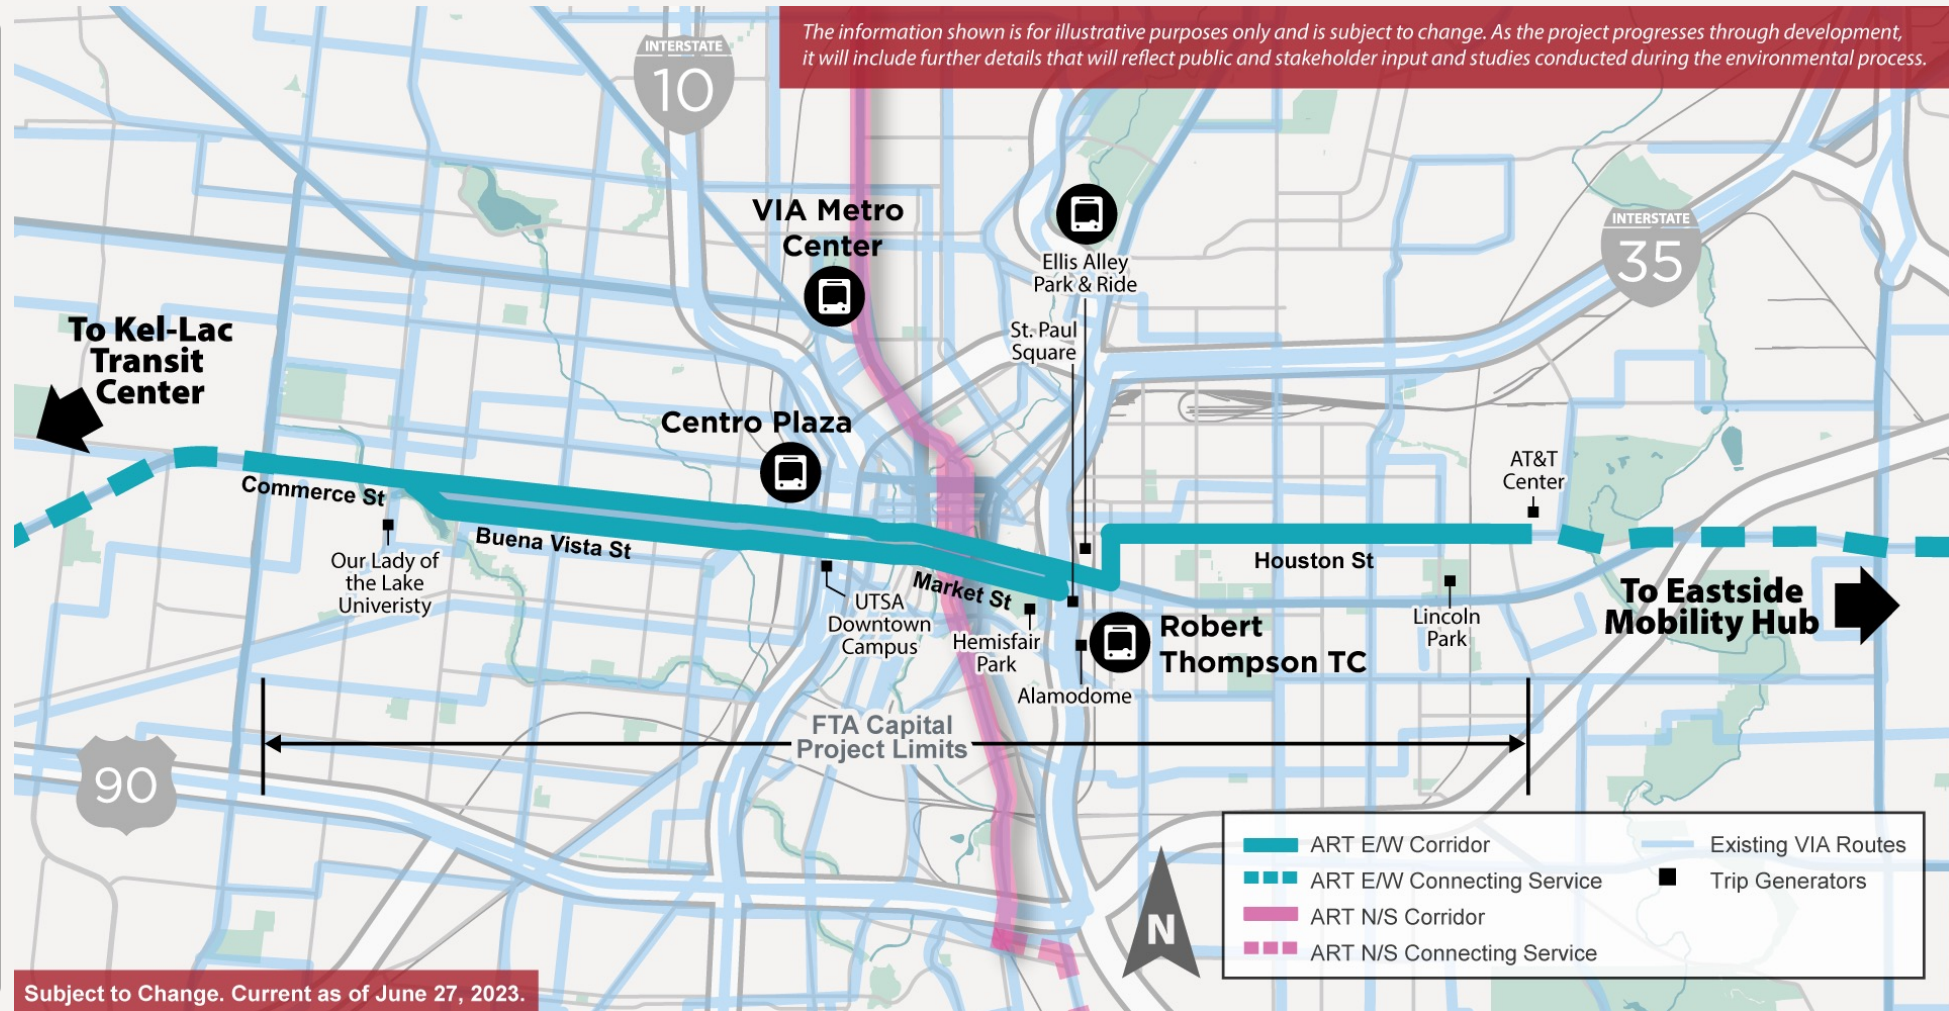 The information shown is for illustrative purposes only and is subject to change. As the project progresses through development,
it will include further details that will reflect public and stakeholder input and studies conducted during the environmental process.
INTERSTATE
10
VIA Metro
Center
Ellis Alley
Park & Ride
INTERSTATE
35
St. Paul
Square
To Kel-Lac
Transit
Center
Centro Plaza
AT&T
Center
Commerce St
Buena Vista St
Houston St
Our Lady of
the Lake
Univeristy
Market St
UTSA
Downtown
Campus
Hemisfair
Park
Robert
Thompson TC
Lincoln
Park
To Eastside
Mobility Hub
Alamodome
FTA Capital
Project Limits
90
ART E/W Corridor
ART E/W Connecting Service
ART N/S Corridor
ART N/S Connecting Service
Existing VIA Routes
Trip Generators
N
Subject to Change. Current as of June 27, 2023.